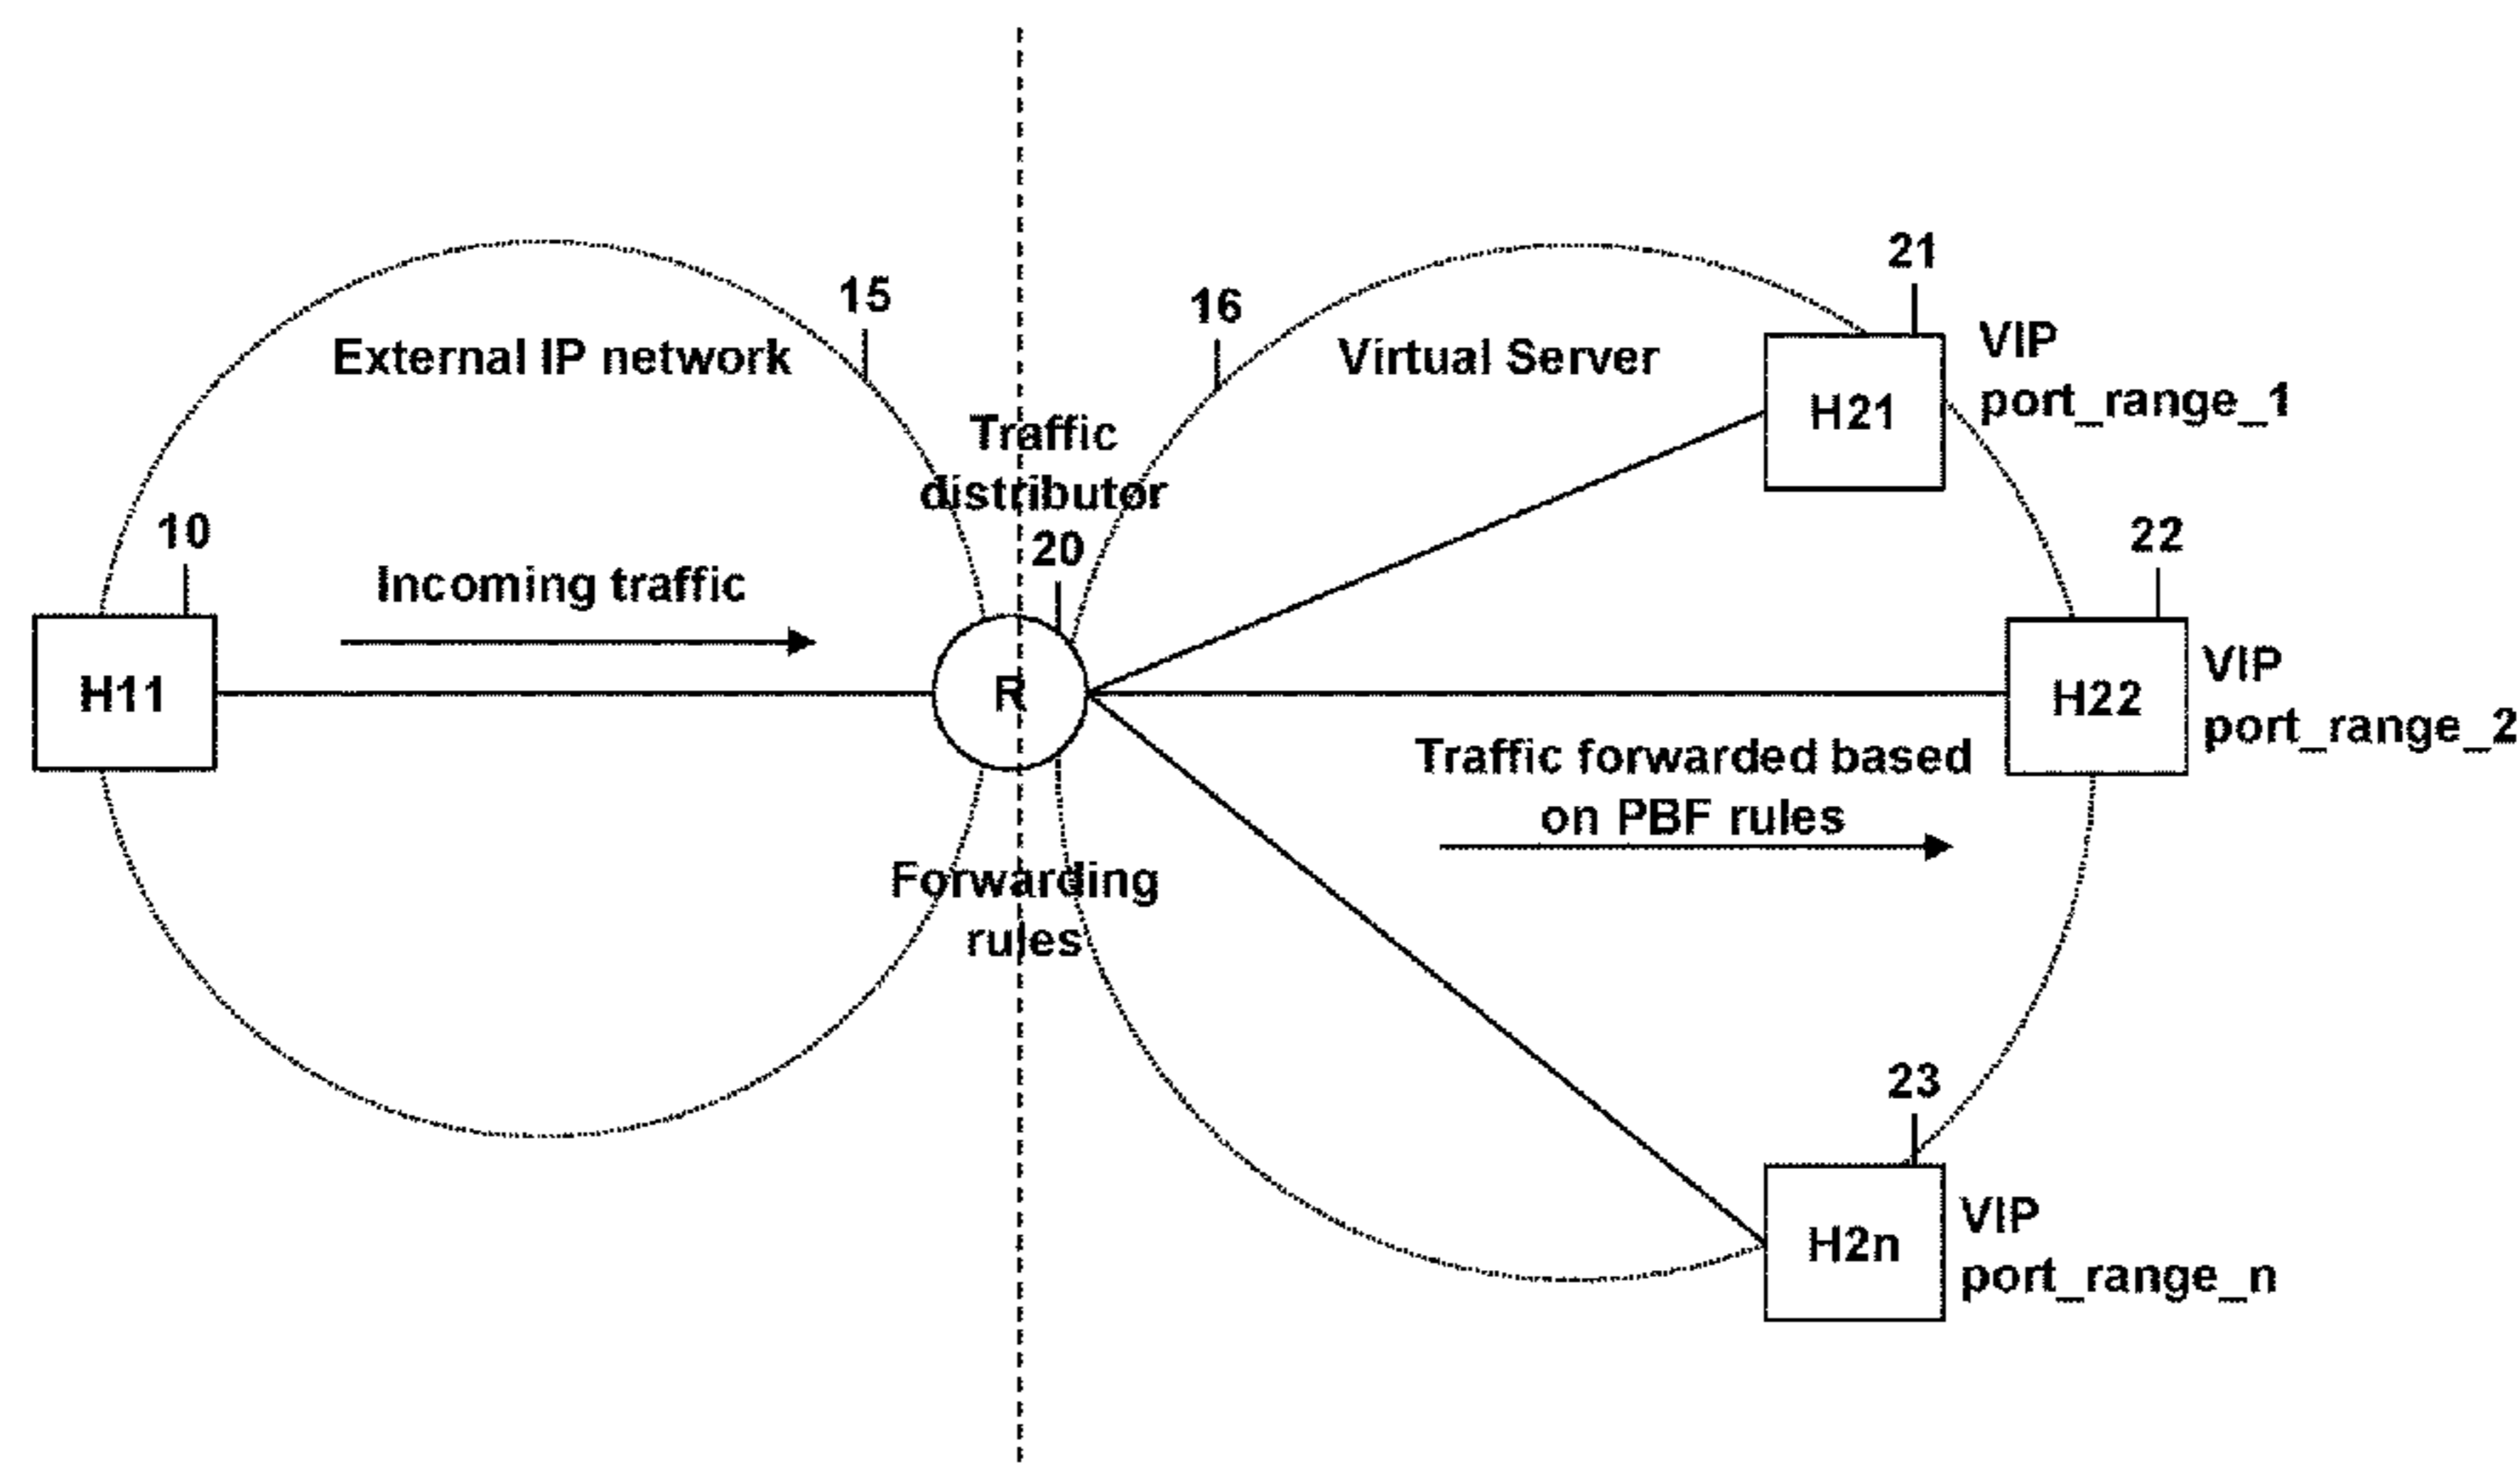 21
15
16
VIP
External IP network
Virtual Server
H21
port_range_1
Traffic
distributor
10
20
22
Incoming traffic
H11
R
H22
VIP
port_range_2
Traffic forwarded based
on PBF rules
Forwarding
rules
23
H2n
VIP
port_range_n